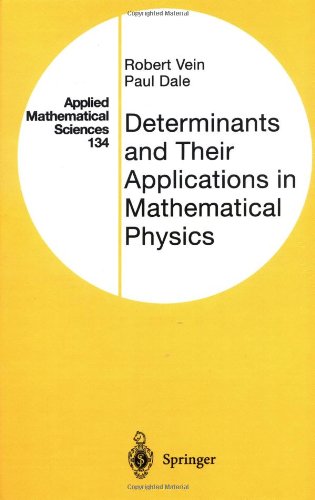 Robert Vein
Paul Dale
Applied
Mathematical
Sciences
134
Determinants
and Their
Applications in
Mathematical
Physics
Springer